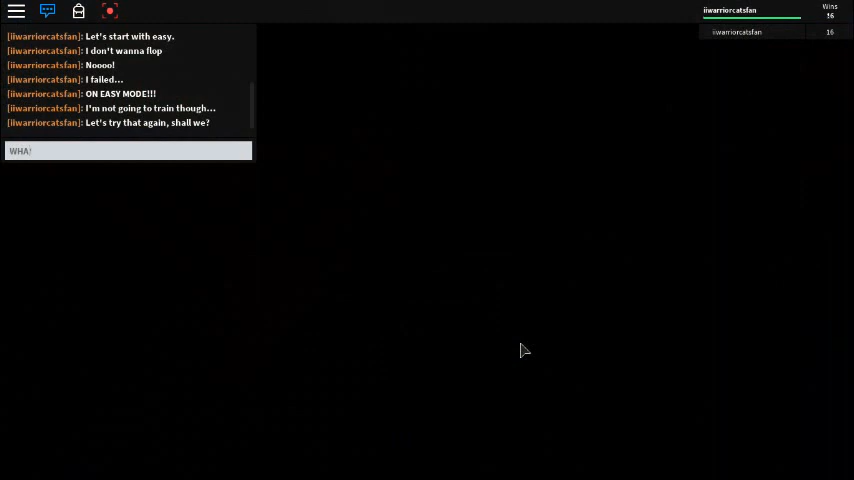 iiwarriorcatsfan
Wins
16
iiwarriorcatsfan 16
[iiwarriorcatsfan]: Let's start with easy.
[iiwarriorcatsfan]: I don't wanna flop
[iiwarriorcatsfan]: Noooo!
[iiwarriorcatsfan]: I failed...
[iiwarriorcatsfan]: ON EASY MODE!!!
[iiwarriorcatsfan]: I'm not going to train though...
[iiwarriorcatsfan]: Let's try that again, shall we?
WHA!